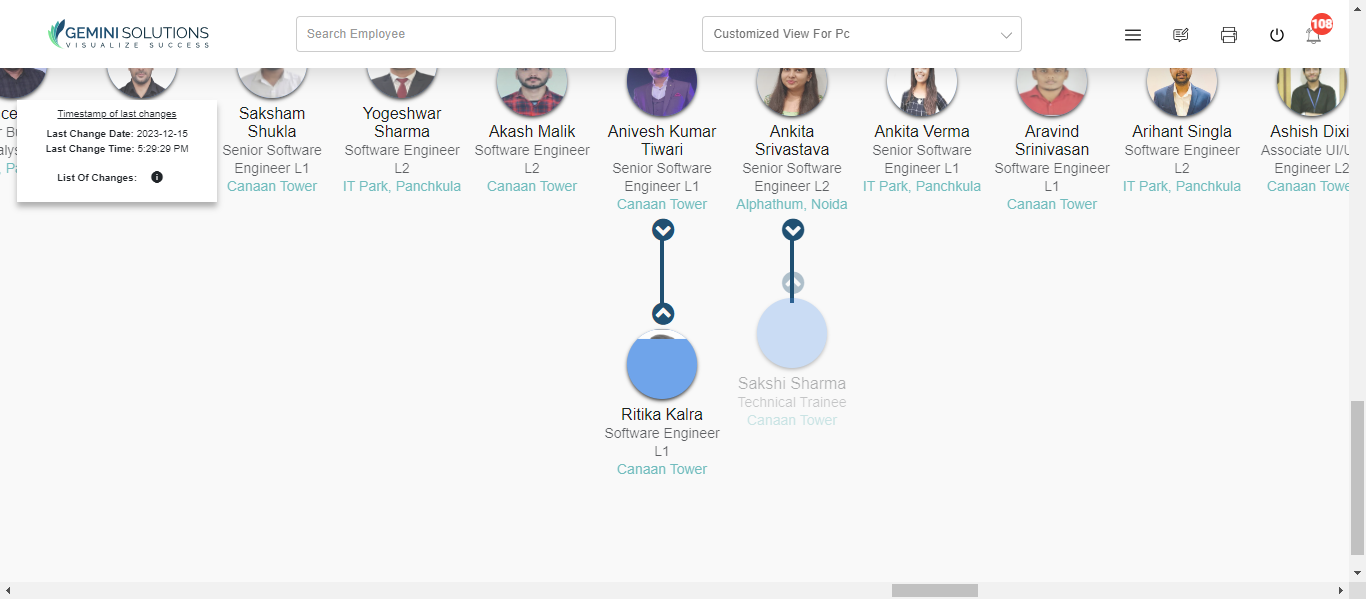 GEMINI SOLUTIONS
VISUALIZE SUCCESS
Search Employee
Customized View For Pc
108
Timestamp of last changes
Last Change Date: 2023-12-15
Last Change Time: 5:29:29 PM
List Of Changes:
Saksham
Shukla
Senior Software
Engineer L1
Canaan Tower
Yogeshwar
Sharma
Software Engineer
L2
IT Park, Panchkula
Akash Malik
Software Engineer
L2
Canaan Tower
Anivesh Kumar
Tiwari
Senior Software
Engineer L1
Canaan Tower
Ankita
Srivastava
Senior Software
Engineer L2
Alphathum, Noida
Ankita Verma
Senior Software
Engineer L1
IT Park, Panchkula
Aravind
Srinivasan
Software Engineer
L1
Canaan Tower
Arihant Singla
Software Engineer
L2
IT Park, Panchkula
Ashish Dixi
Associate UI/U
Engineer L2
Canaan Towe
Ritika Kalra
Software Engineer
L1
Canaan Tower
Sakshi Sharma
Technical Trainee
Canaan Tower